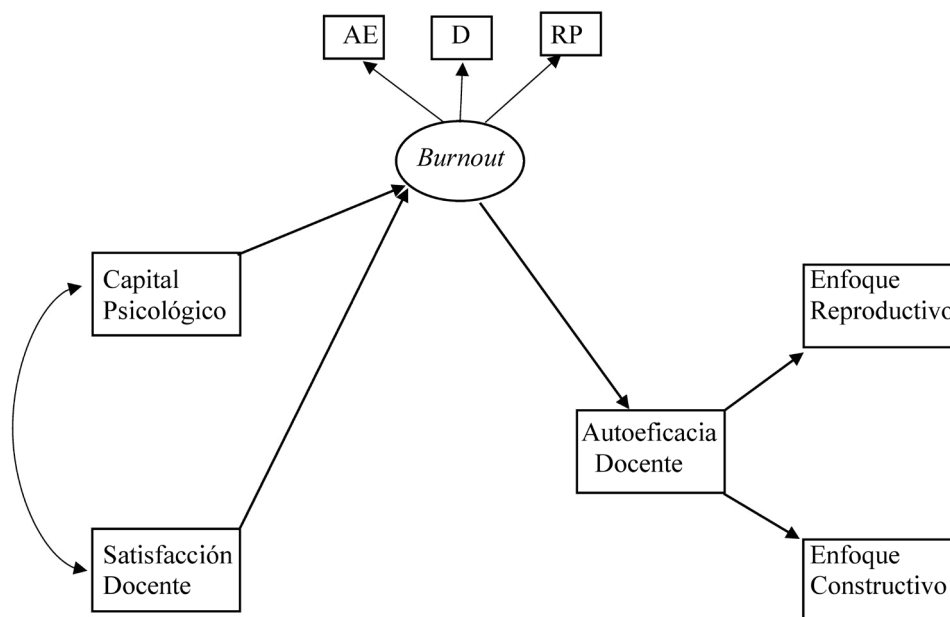 AE
D
RP
Burnout
Capital
Psicológico
Enfoque
Reproductivo
Autoeficacia
Docente
Satisfacción
Docente
Enfoque
Constructivo